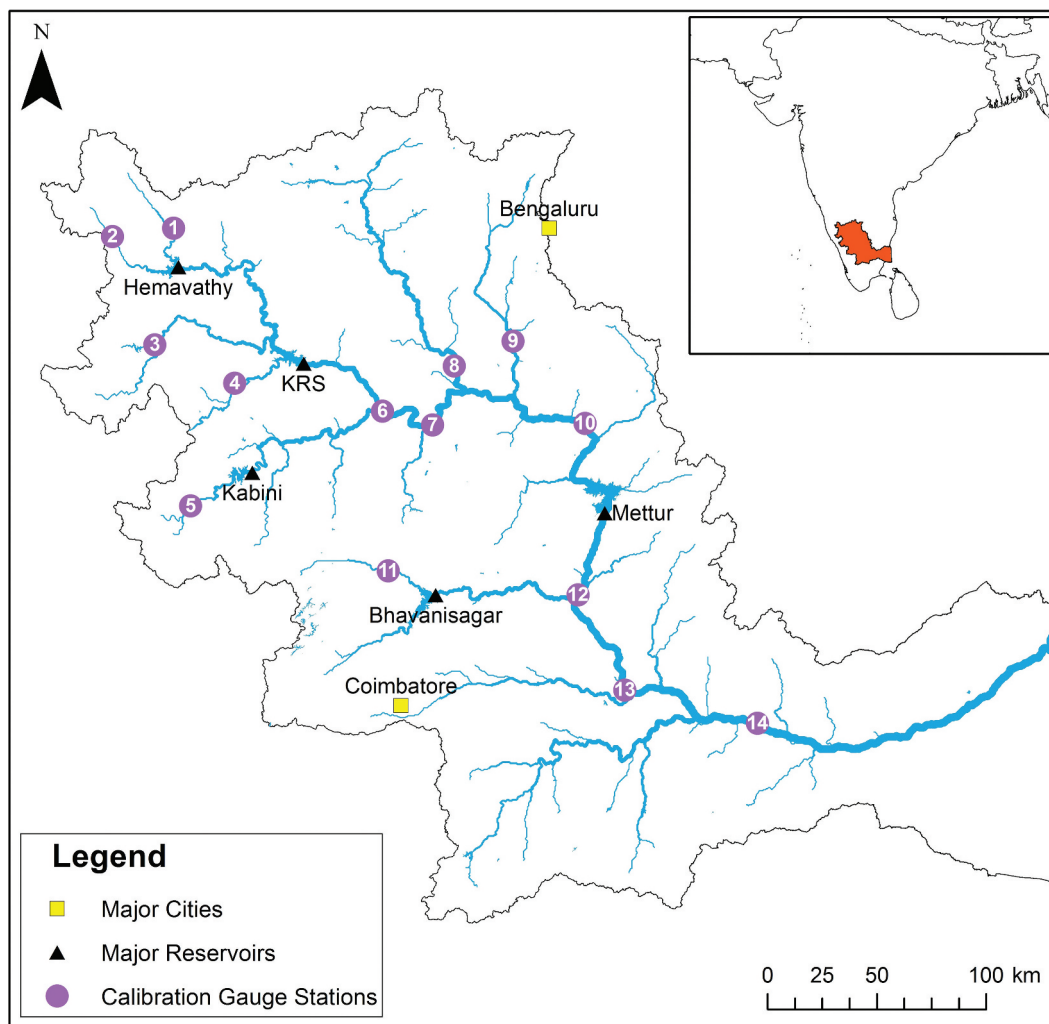 N
Bengaluru
1
2
Hemavathy
3
9
8
KRS
4
6
7
10
Kabini
5
Mettur
11
12
Bhavanisagar
Coimbatore
13
14
Legend
Major Cities
Major Reservoirs
Calibration Gauge Stations
0 25 50 100 km